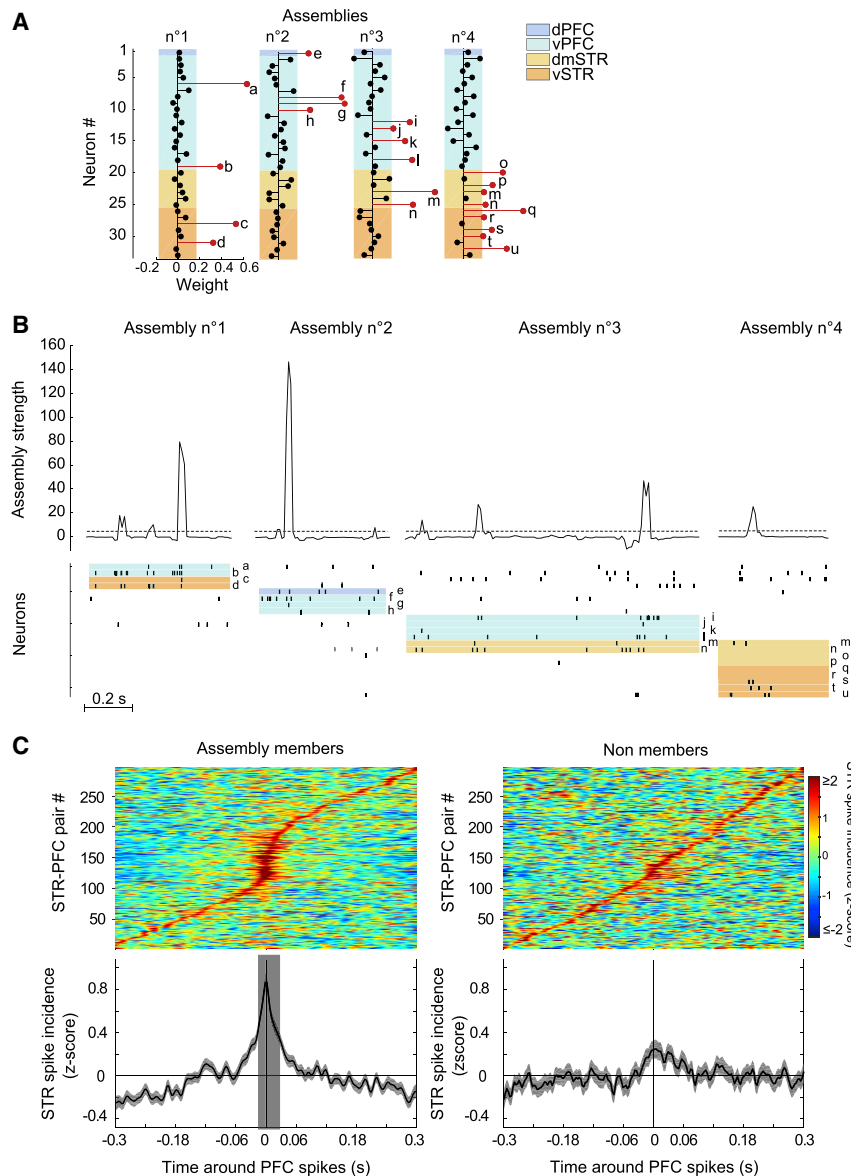 A
Assemblies
n°1
n°2
n°3
n°4
dPFC
vPFC
dmSTR
vSTR
Neuron #
1
10
20
25
30
a
b
c
d
e
f
g
h
i
j
k
l
m
n
o
p
m
n
q
r
s
t
u
-0.2
0
0.2
0.4
0.6
Weight
B
Assembly n°1
Assembly n°2
Assembly n°3
Assembly n°4
Assembly strength
160
140
120
100
80
60
40
20
0
Neurons
a
b
c
d
e
f
g
h
i
j
k
l
m
n
m
n
o
p
q
r
s
t
u
0.2 s
C
Assembly members
Non members
STR-PFC pair #
250
200
150
100
50
STR-PFC pair #
250
200
150
100
50
≥2
1
0
-1
≤-2
STR spike incidence (z-score)
STR spike incidence
(z-score)
0.8
0.4
0
-0.4
-0.3
-0.18
-0.06
0
0.06
0.18
0.3
Time around PFC spikes (s)
STR spike incidence
(zscore)
0.8
0.4
0
-0.4
-0.3
-0.18
-0.06
0
0.06
0.18
0.3
Time around PFC spikes (s)